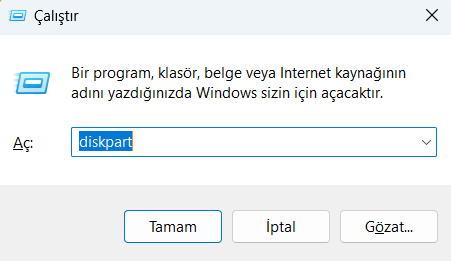 Çalıştır
Bir program, klasör, belge veya Internet kaynağının
adını yazdığınızda Windows sizin için açacaktır.
Aç:
diskpart
Tamam
İptal
Gözat...